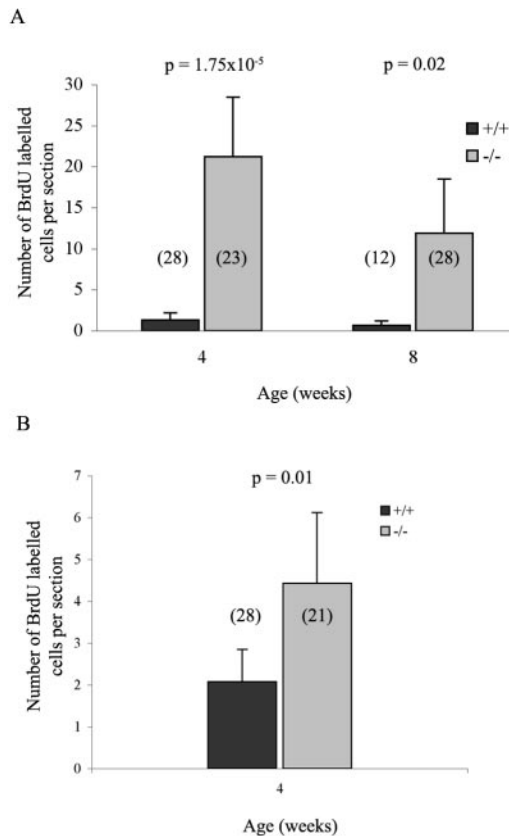 A
p = 1.75x10⁻⁵ p = 0.02
30
25
20
15
10
5
0
Number of BrdU labelled
cells per section
+/+
-/-
(28) (23) (12) (28)
4 8
Age (weeks)
B
p = 0.01
7
6
5
4
3
2
1
0
Number of BrdU labelled
cells per section
+/+
-/-
(28) (21)
4
Age (weeks)